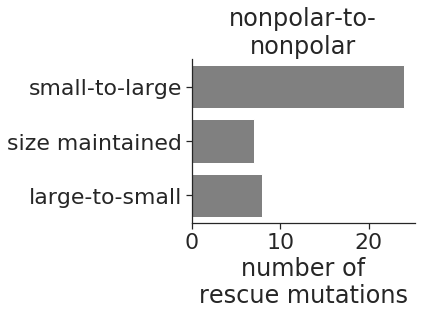 nonpolar-to-
nonpolar
small-to-large
size maintained
large-to-small
0 10 20
number of
rescue mutations